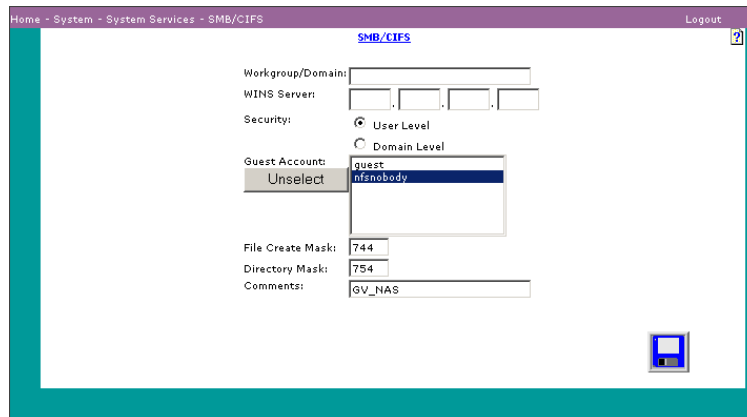 Home - System - System Services - SMB/CIFS Logout
SMB/CIFS
?
Workgroup/Domain:
WINS Server: . . .
Security: User Level
Domain Level
Guest Account: guest
Unselect nfsnobody
File Create Mask: 744
Directory Mask: 754
Comments: GV_NAS